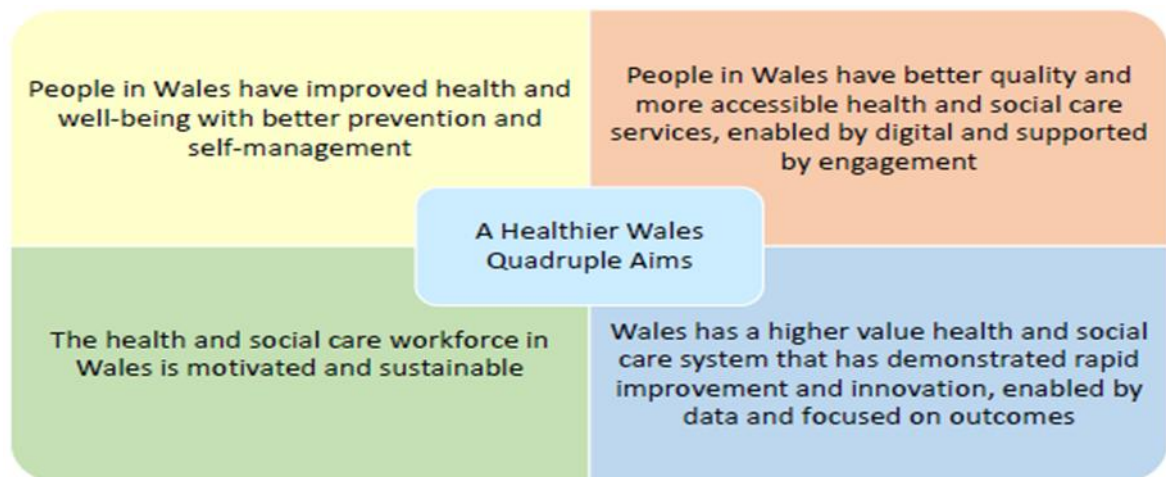 People in Wales have improved health and
well-being with better prevention and
self-management
People in Wales have better quality and
more accessible health and social care
services, enabled by digital and supported
by engagement
A Healthier Wales
Quadruple Aims
The health and social care workforce in
Wales is motivated and sustainable
Wales has a higher value health and social
care system that has demonstrated rapid
improvement and innovation, enabled by
data and focused on outcomes